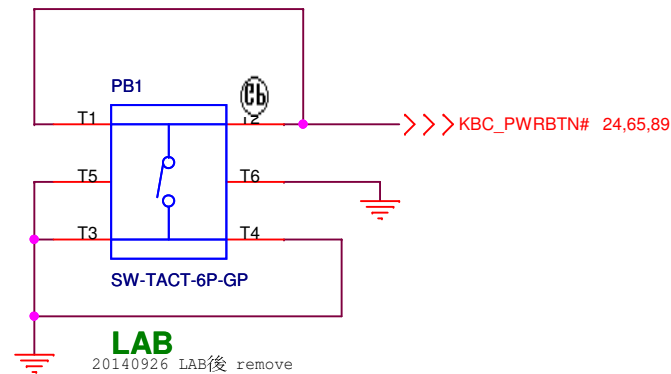 PB1
T1
T2
KBC_PWRBTN# 24,65,89
T5
T6
T3
T4
SW-TACT-6P-GP
LAB
20140926 LAB後 remove